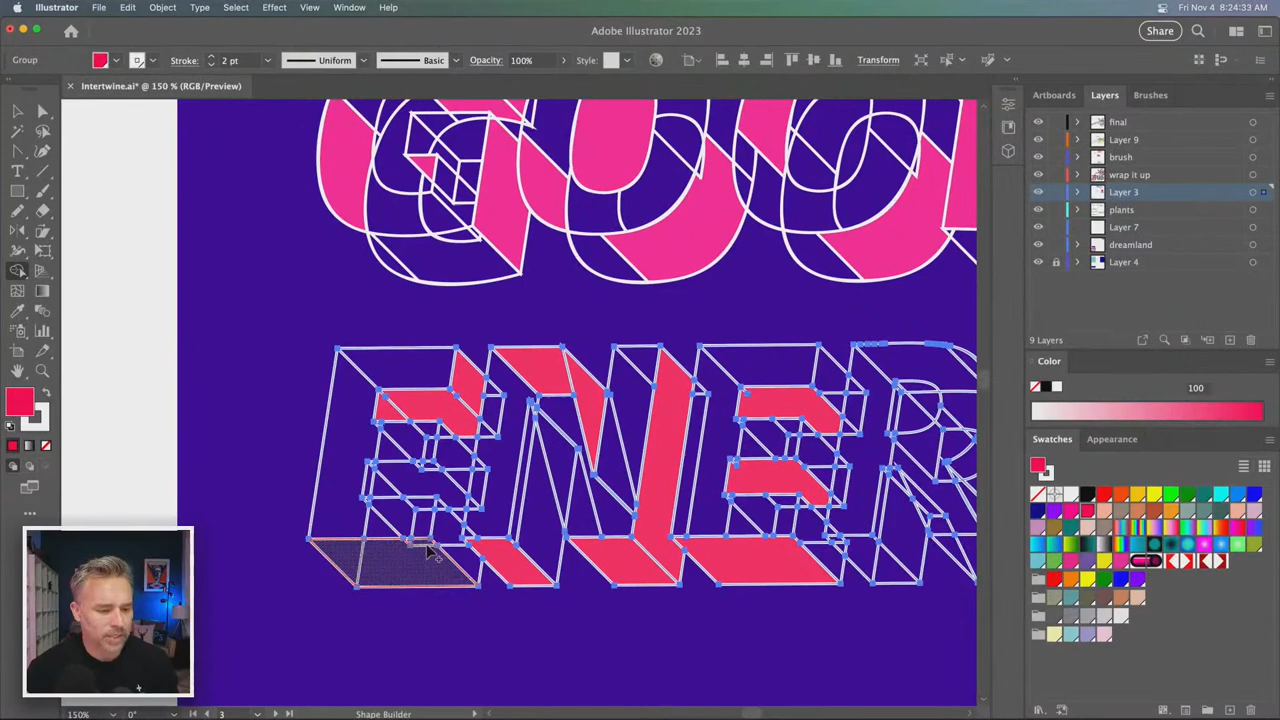 Illustrator File Edit Object Type Select Effect View Window Help
Fri Nov 4 8:24:33 AM
Adobe Illustrator 2023
Share
Group
Stroke: 2 pt
Uniform
Basic
Opacity: 100%
Style:
Transform
Intertwine.ai* @ 150 % (RGB/Preview)
Artboards Layers Brushes
final
Layer 9
brush
wrap it up
Layer 3
plants
Layer 7
dreamland
Layer 4
9 Layers
Color
100
Swatches Appearance
ENER
150%
0°
3
Shape Builder